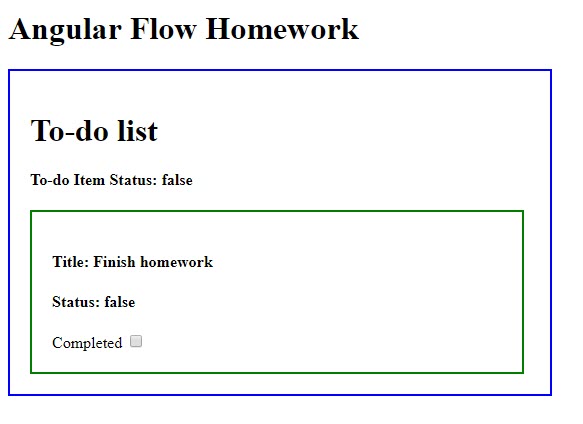 Angular Flow Homework
To-do list
To-do Item Status: false
Title: Finish homework
Status: false
Completed